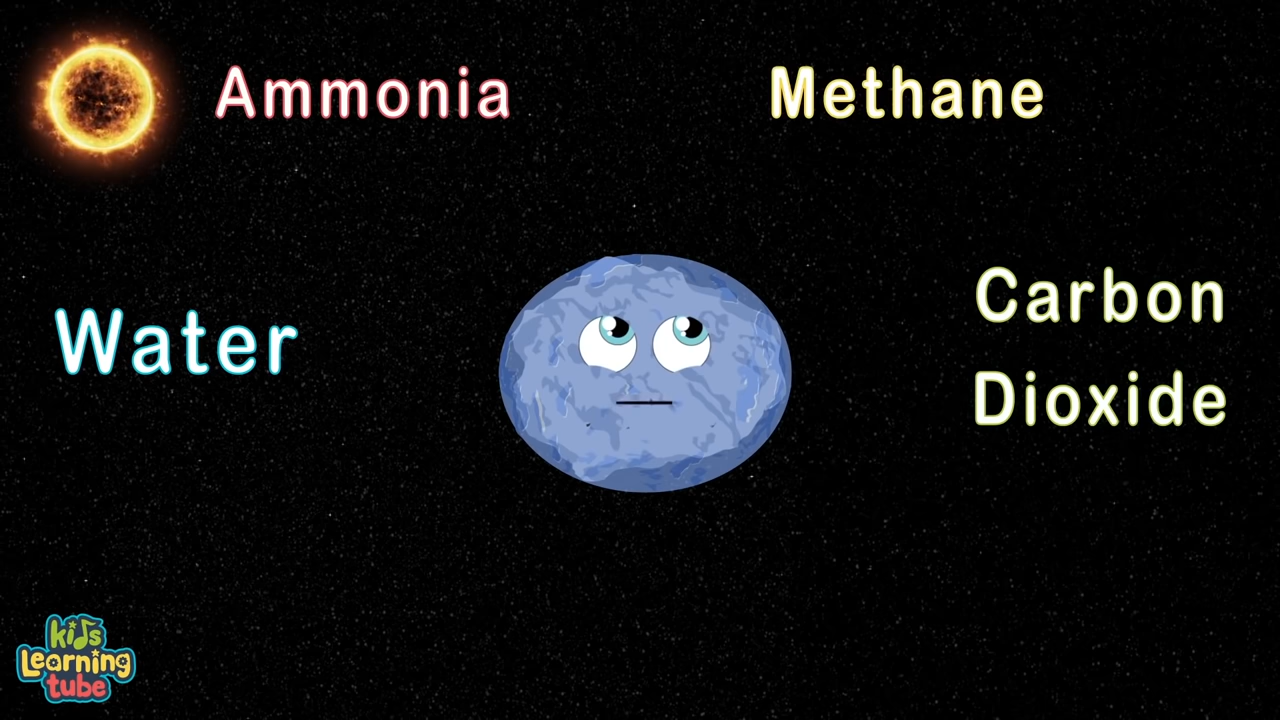 Ammonia
Methane
Water
Carbon
Dioxide
kids
Learning
tube